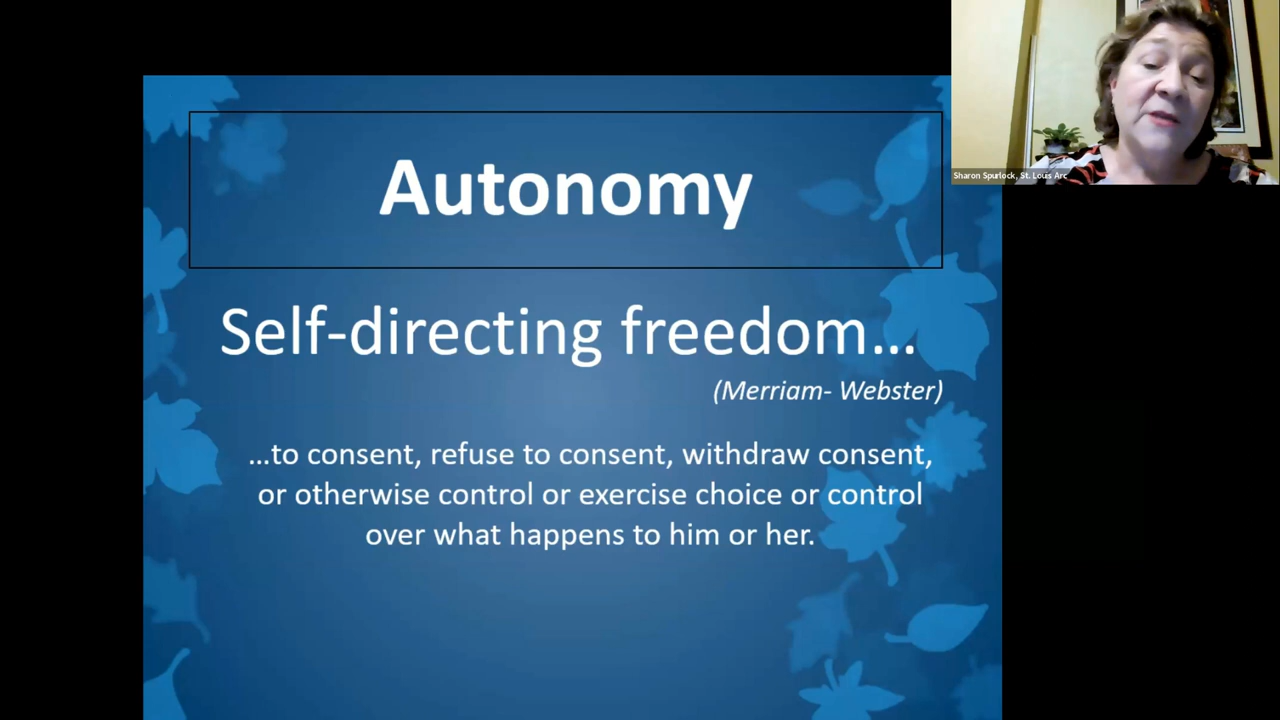 Autonomy
Self-directing freedom...
(Merriam- Webster)
...to consent, refuse to consent, withdraw consent,
or otherwise control or exercise choice or control
over what happens to him or her.
Sharon Spurlock, St. Louis Arc